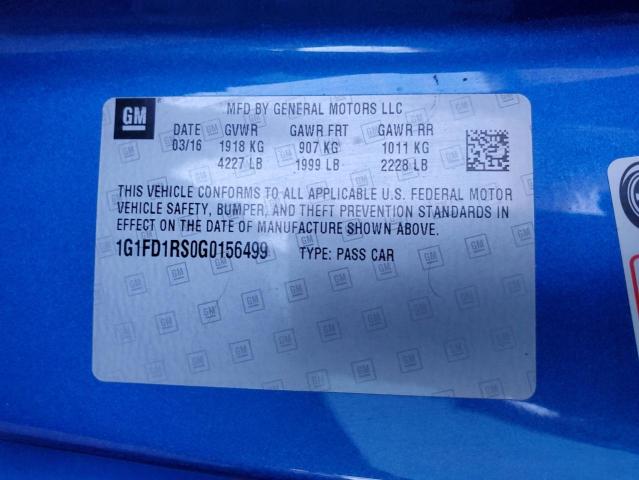 GM
MFD BY GENERAL MOTORS LLC
DATE GVWR GAWR FRT GAWR RR
03/16 1918 KG 907 KG 1011 KG
4227 LB 1999 LB 2228 LB
THIS VEHICLE CONFORMS TO ALL APPLICABLE U.S. FEDERAL MOTOR
VEHICLE SAFETY, BUMPER, AND THEFT PREVENTION STANDARDS IN
EFFECT ON THE DATE OF MANUFACTURE SHOWN ABOVE.
1G1FD1RS0G0156499 TYPE: PASS CAR